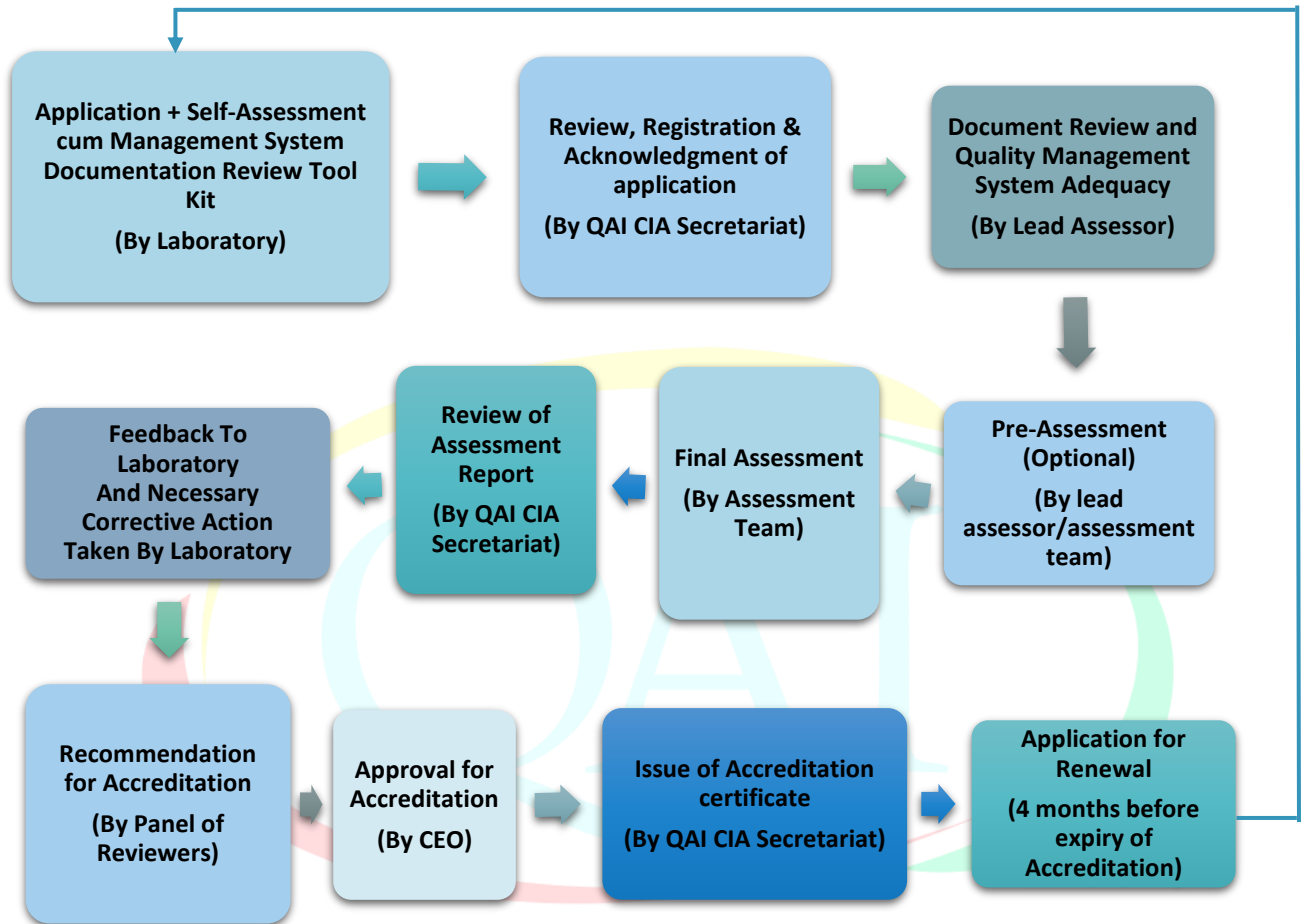 Application + Self-Assessment
cum Management System
Documentation Review Tool
Kit
(By Laboratory)
Review, Registration &
Acknowledgment of
application
(By QAI CIA Secretariat)
Document Review and
Quality Management
System Adequacy
(By Lead Assessor)
Pre-Assessment
(Optional)
(By lead
assessor/assessment
team)
Final Assessment
(By Assessment
Team)
Review of
Assessment
Report
(By QAI CIA
Secretariat)
Feedback To
Laboratory
And Necessary
Corrective Action
Taken By Laboratory
Recommendation
for Accreditation
(By Panel of
Reviewers)
Approval for
Accreditation
(By CEO)
Issue of Accreditation
certificate
(By QAI CIA Secretariat)
Application for
Renewal
(4 months before
expiry of
Accreditation)
QAI